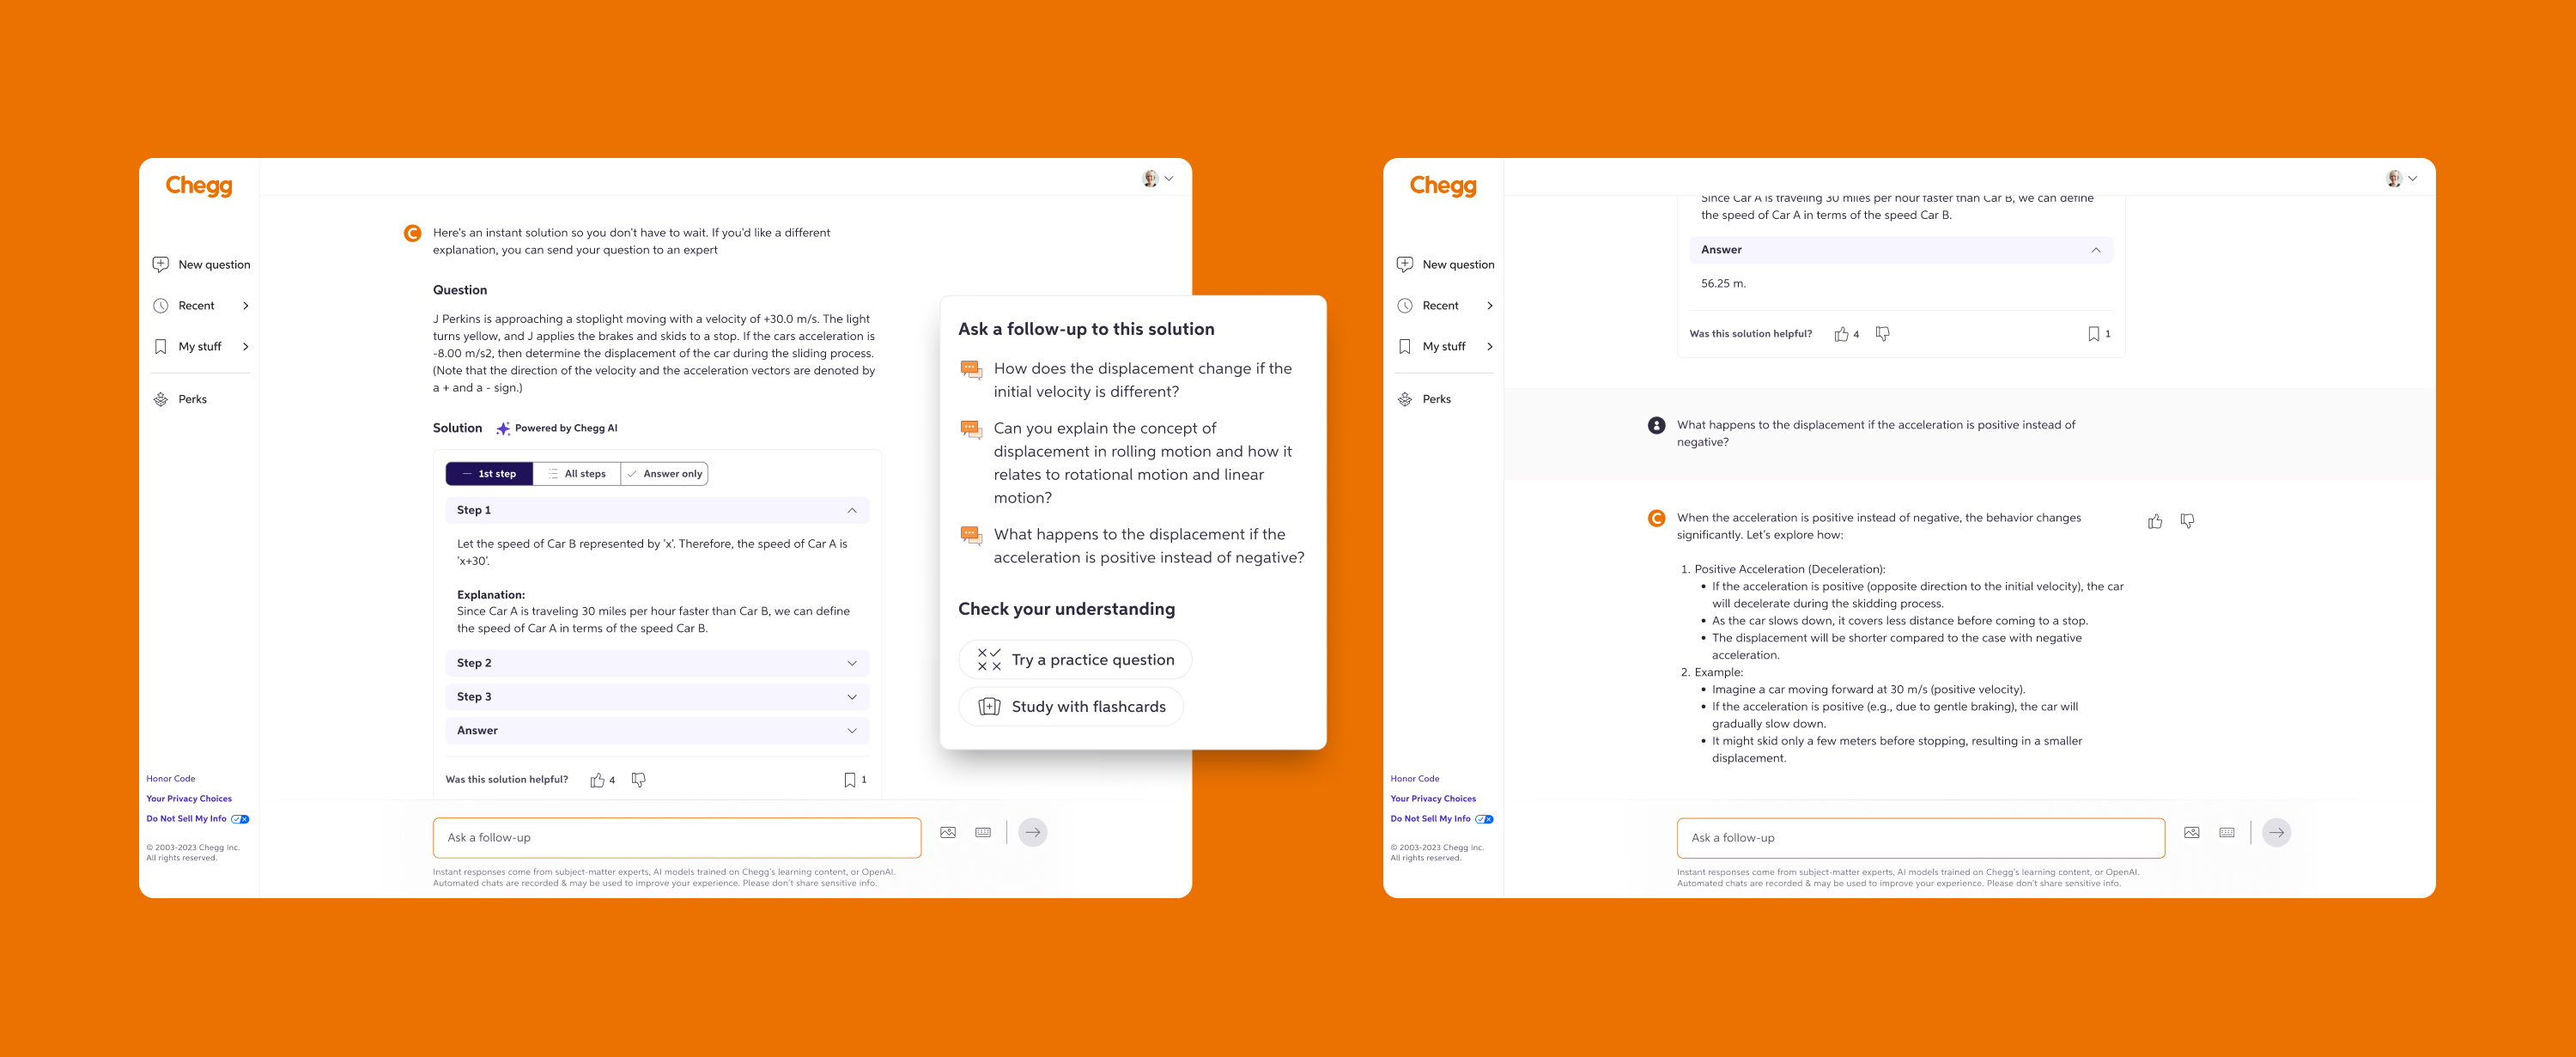 Chegg
New question
Recent
My stuff
Perks
Honor Code
Your Privacy Choices
Do Not Sell My Info
© 2003-2023 Chegg Inc.
All rights reserved.
Here's an instant solution so you don't have to wait. If you'd like a different
explanation, you can send your question to an expert
Question
J Perkins is approaching a stoplight moving with a velocity of +30.0 m/s. The light
turns yellow, and J applies the brakes and skids to a stop. If the cars acceleration is
-8.00 m/s2, then determine the displacement of the car during the sliding process.
(Note that the direction of the velocity and the acceleration vectors are denoted by
a + and a - sign.)
Solution Powered by Chegg AI
1st step All steps Answer only
Step 1
Let the speed of Car B represented by 'x'. Therefore, the speed of Car A is
'x+30'.
Explanation:
Since Car A is traveling 30 miles per hour faster than Car B, we can define
the speed of Car A in terms of the speed Car B.
Step 2
Step 3
Answer
Was this solution helpful? 4 1
Ask a follow-up
Instant responses come from subject-matter experts, AI models trained on Chegg's learning content, or OpenAI.
Automated chats are recorded & may be used to improve your experience. Please don't share sensitive info.
Ask a follow-up to this solution
How does the displacement change if the
initial velocity is different?
Can you explain the concept of
displacement in rolling motion and how it
relates to rotational motion and linear
motion?
What happens to the displacement if the
acceleration is positive instead of negative?
Check your understanding
Try a practice question
Study with flashcards
Chegg
New question
Recent
My stuff
Perks
Honor Code
Your Privacy Choices
Do Not Sell My Info
© 2003-2023 Chegg Inc.
All rights reserved.
Since Car A is traveling 30 miles per hour faster than Car B, we can define
the speed of Car A in terms of the speed Car B.
Answer
56.25 m.
Was this solution helpful? 4 1
What happens to the displacement if the acceleration is positive instead of
negative?
When the acceleration is positive instead of negative, the behavior changes
significantly. Let's explore how:
1. Positive Acceleration (Deceleration):
• If the acceleration is positive (opposite direction to the initial velocity), the car
will decelerate during the skidding process.
• As the car slows down, it covers less distance before coming to a stop.
• The displacement will be shorter compared to the case with negative
acceleration.
2. Example:
• Imagine a car moving forward at 30 m/s (positive velocity).
• If the acceleration is positive (e.g., due to gentle braking), the car will
gradually slow down.
• It might skid only a few meters before stopping, resulting in a smaller
displacement.
Ask a follow-up
Instant responses come from subject-matter experts, AI models trained on Chegg's learning content, or OpenAI.
Automated chats are recorded & may be used to improve your experience. Please don't share sensitive info.